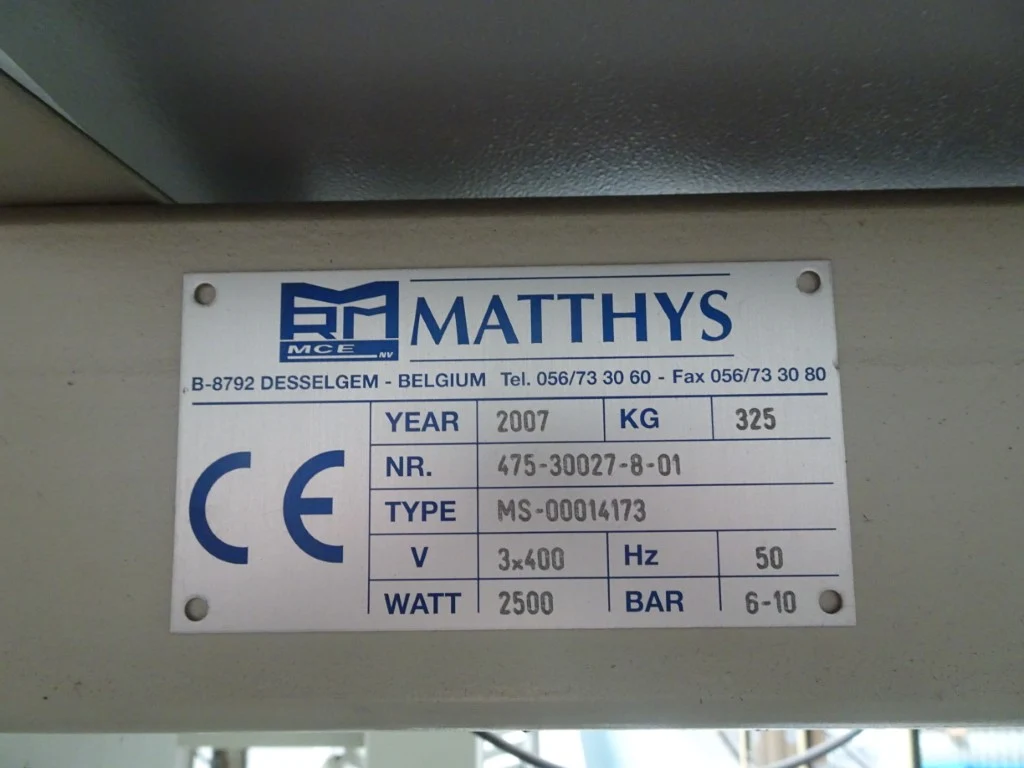 MRM MATTHYS
MCE NV
B-8792 DESSELGEM - BELGIUM Tel. 056/73 30 60 - Fax 056/73 30 80
CE
YEAR 2007 KG 325
NR. 475-30027-8-01
TYPE MS-00014173
V 3x400 Hz 50
WATT 2500 BAR 6-10